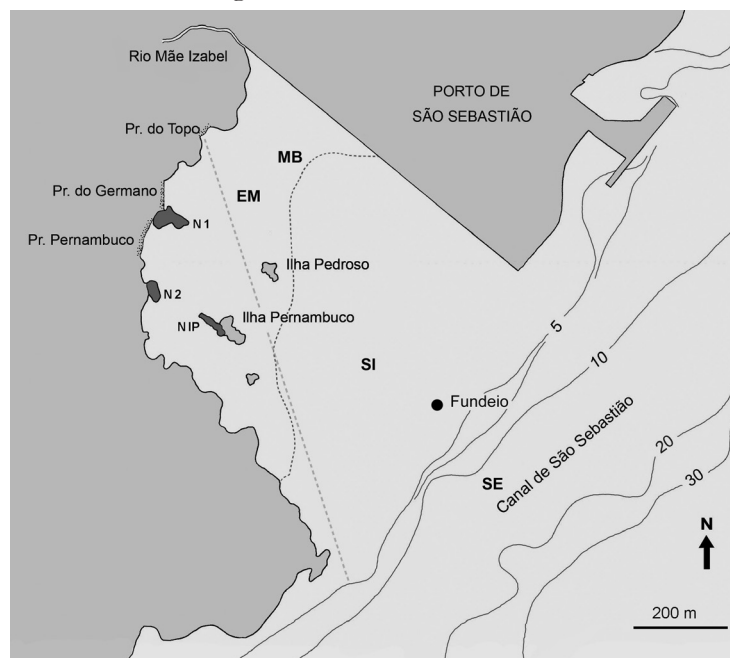 Rio Mãe Izabel
PORTO DE
SÃO SEBASTIÃO
Pr. do Topo
MB
Pr. do Germano
EM
N 1
Pr. Pernambuco
Ilha Pedroso
N 2
N IP
Ilha Pernambuco
5
10
SI
Fundeio
Canal de São Sebastião
20
SE
30
N
200 m